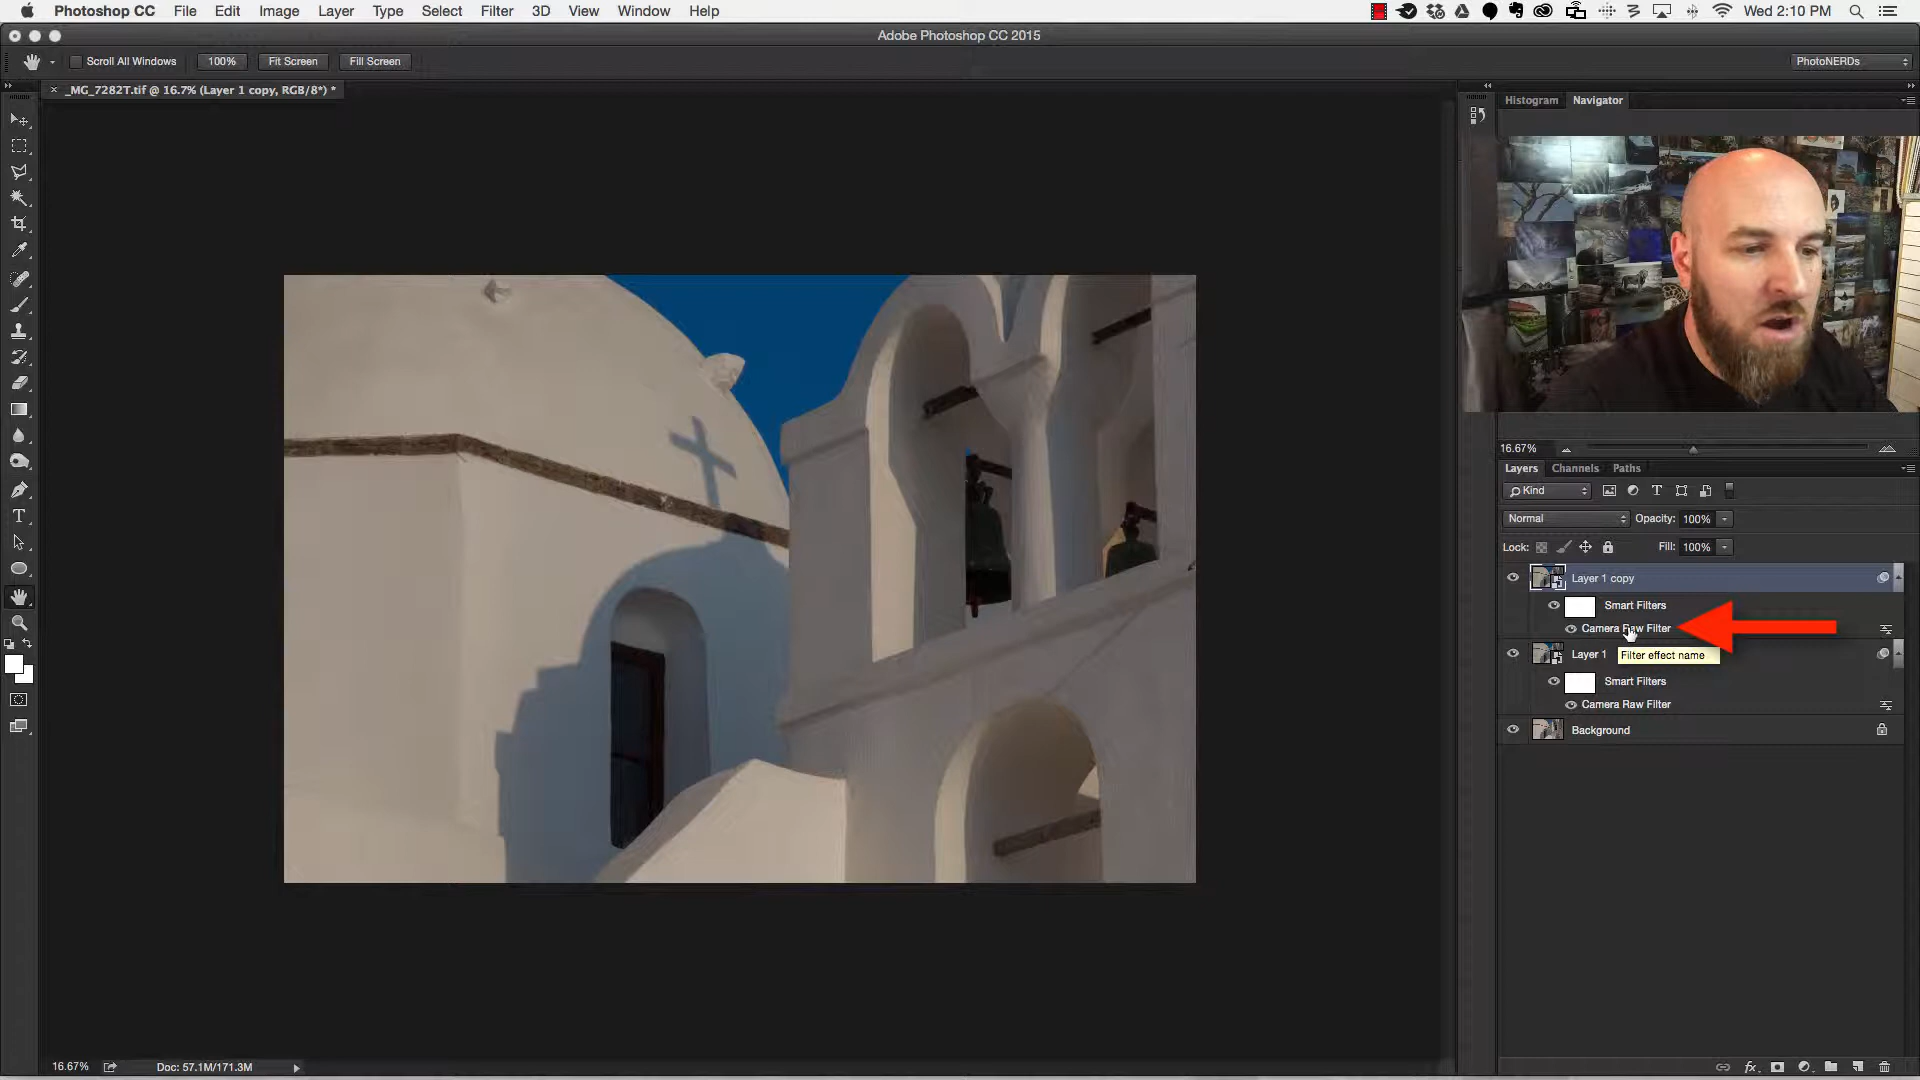 Photoshop CC File Edit Image Layer Type Select Filter 3D View Window Help Wed 2:10 PM
Adobe Photoshop CC 2015
Scroll All Windows 100% Fit Screen Fill Screen PhotoNERDs
_MG_7282T.tif @ 16.7% (Layer 1 copy, RGB/8*) *
Histogram Navigator
16.67%
Layers Channels Paths
Kind
Normal Opacity: 100%
Lock: Fill: 100%
Layer 1 copy
Smart Filters
Camera Raw Filter
Layer 1
Filter effect name
Smart Filters
Camera Raw Filter
Background
16.67% Doc: 57.1M/171.3M